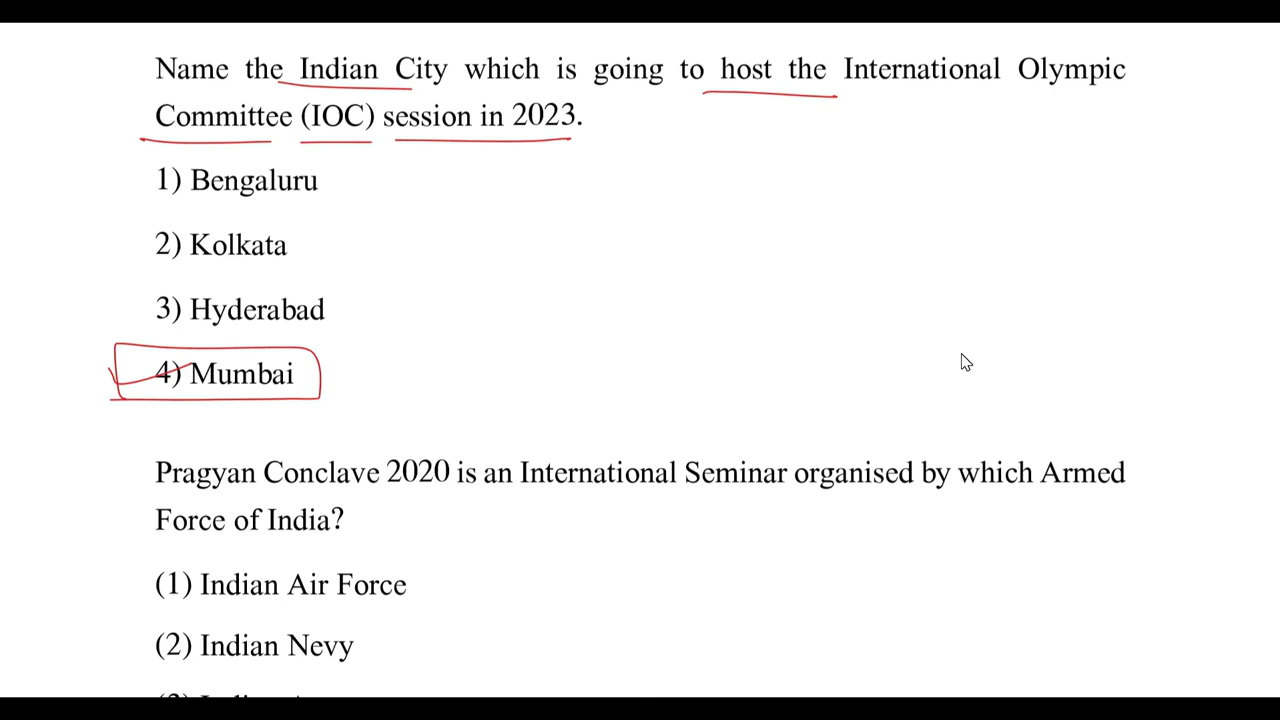 Name the Indian City which is going to host the International Olympic
Committee (IOC) session in 2023.
1) Bengaluru
2) Kolkata
3) Hyderabad
4) Mumbai
Pragyan Conclave 2020 is an International Seminar organised by which Armed
Force of India?
(1) Indian Air Force
(2) Indian Nevy